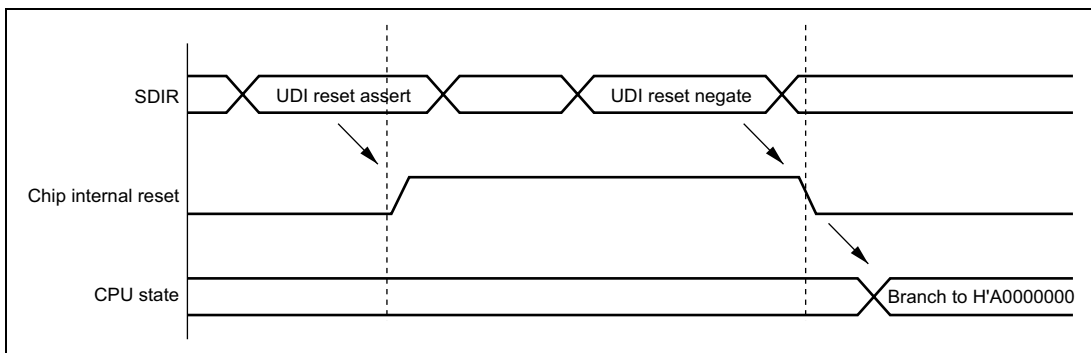 SDIR
UDI reset assert
UDI reset negate
Chip internal reset
CPU state
Branch to H'A0000000